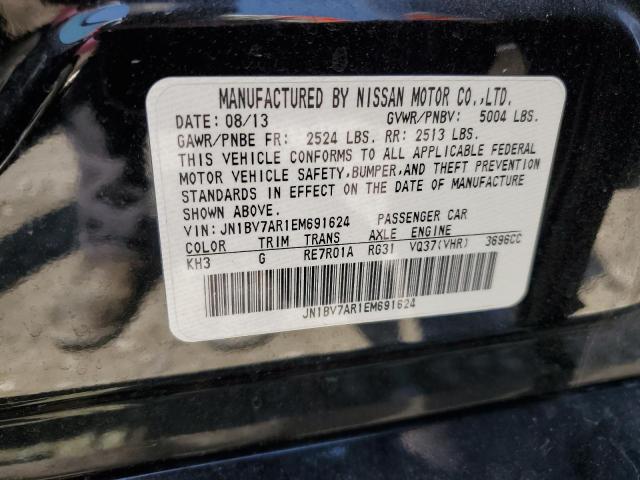 MANUFACTURED BY NISSAN MOTOR CO.,LTD.
DATE: 08/13 GVWR/PNBV: 5004 LBS.
GAWR/PNBE FR: 2524 LBS. RR: 2513 LBS.
THIS VEHICLE CONFORMS TO ALL APPLICABLE FEDERAL
MOTOR VEHICLE SAFETY,BUMPER,AND THEFT PREVENTION
STANDARDS IN EFFECT ON THE DATE OF MANUFACTURE
SHOWN ABOVE.
VIN: JN1BV7AR1EM691624 PASSENGER CAR
COLOR TRIM TRANS AXLE ENGINE
KH3 G RE7R01A RG31 VQ37(VHR) 3696CC
JN1BV7AR1EM691624